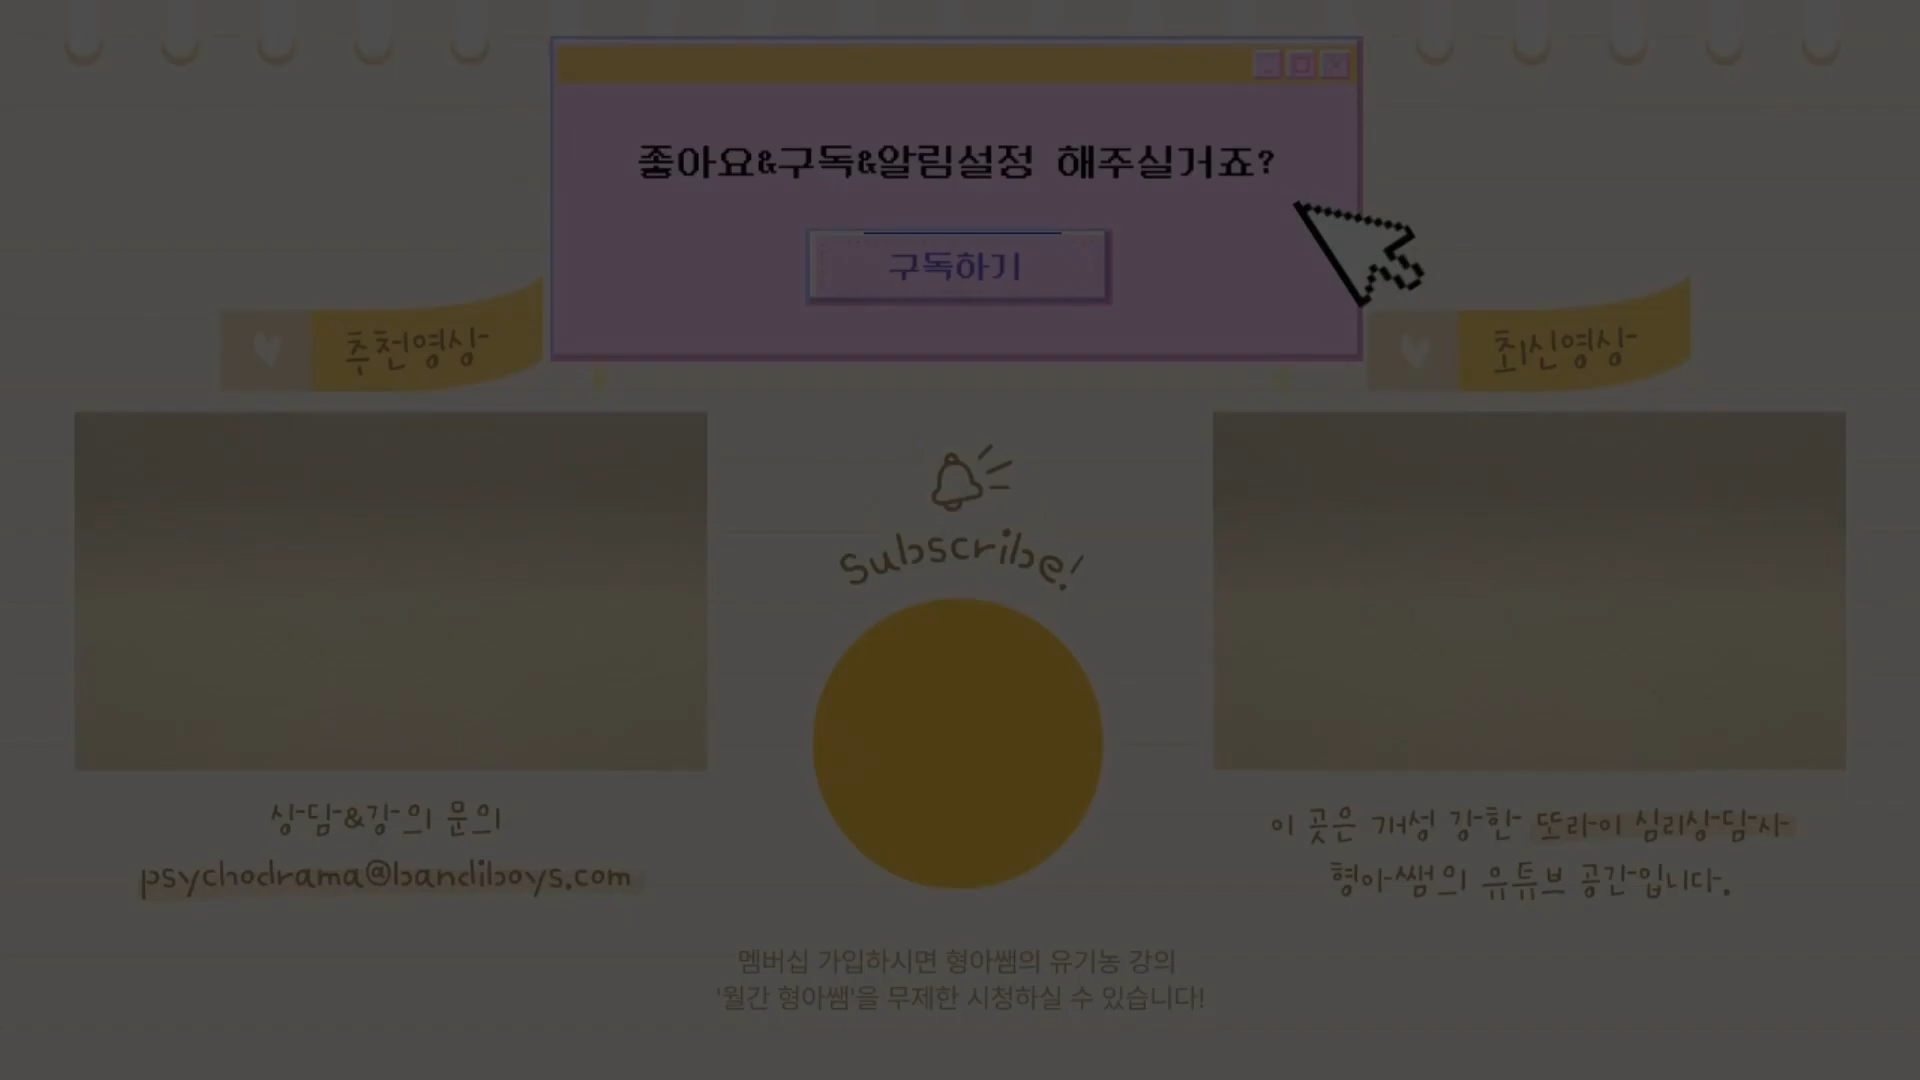 좋아요&구독&알림설정 해주실거죠?
구독하기
추천영상
최신영상
Subscribe!
상담&강의 문의
psychodrama@bandiboys.com
이 곳은 개성 강한 또라이 심리상담사
형아쌤의 유튜브 공간입니다.
멤버십 가입하시면 형아쌤의 유기농 강의
'월간 형아쌤'을 무제한 시청하실 수 있습니다!